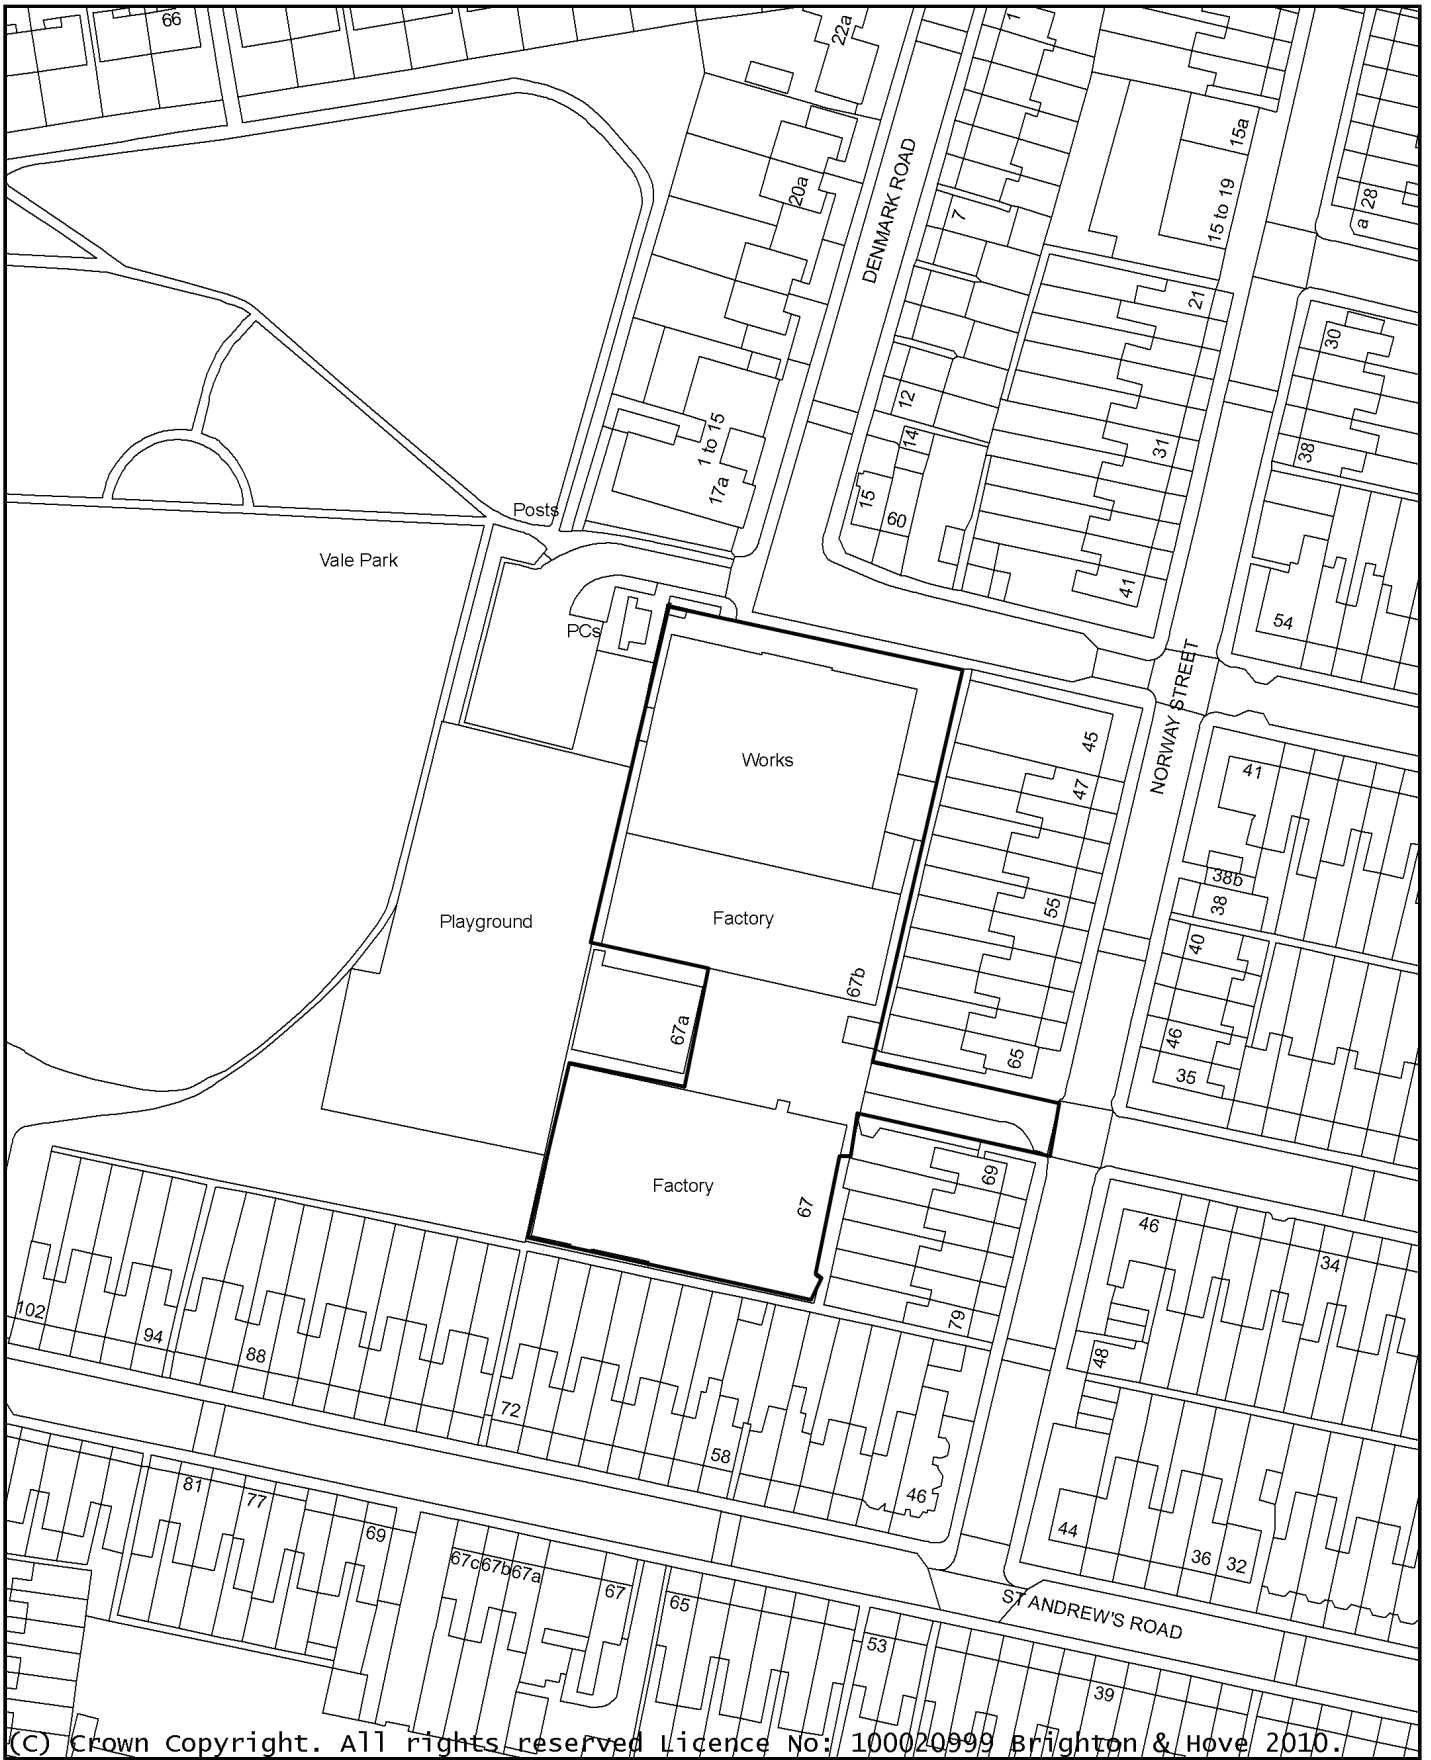 66
22a
1
15a
20a
DENMARK ROAD
7
15 to 19
28
a
21
30
12
14
31
38
1 to 15
17a
15
60
Posts
Vale Park
41
54
PCs
NORWAY STREET
Works
45
47
41
38b
38
Playground
Factory
55
40
67b
67a
65
46
35
Factory
67
69
46
34
79
102
94
88
48
72
58
46
81
77
69
44
36
32
67c
67b
67a
67
65
ST ANDREW'S ROAD
53
39
(C) Crown Copyright. All rights reserved Licence No: 100020999 Brighton & Hove 2010.